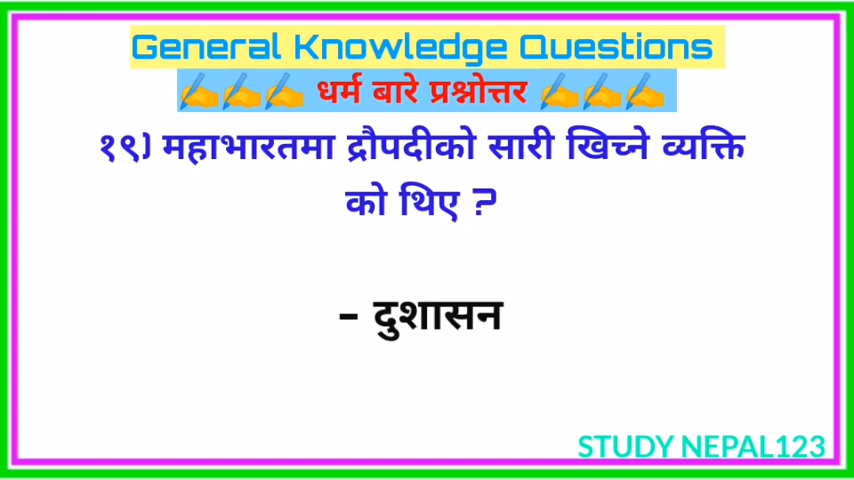 General Knowledge Questions
✍️✍️✍️ धर्म बारे प्रश्नोत्तर ✍️✍️✍️
१९) महाभारतमा द्रौपदीको सारी खिच्ने व्यक्ति
को थिए ?
- दुशासन
STUDY NEPAL123